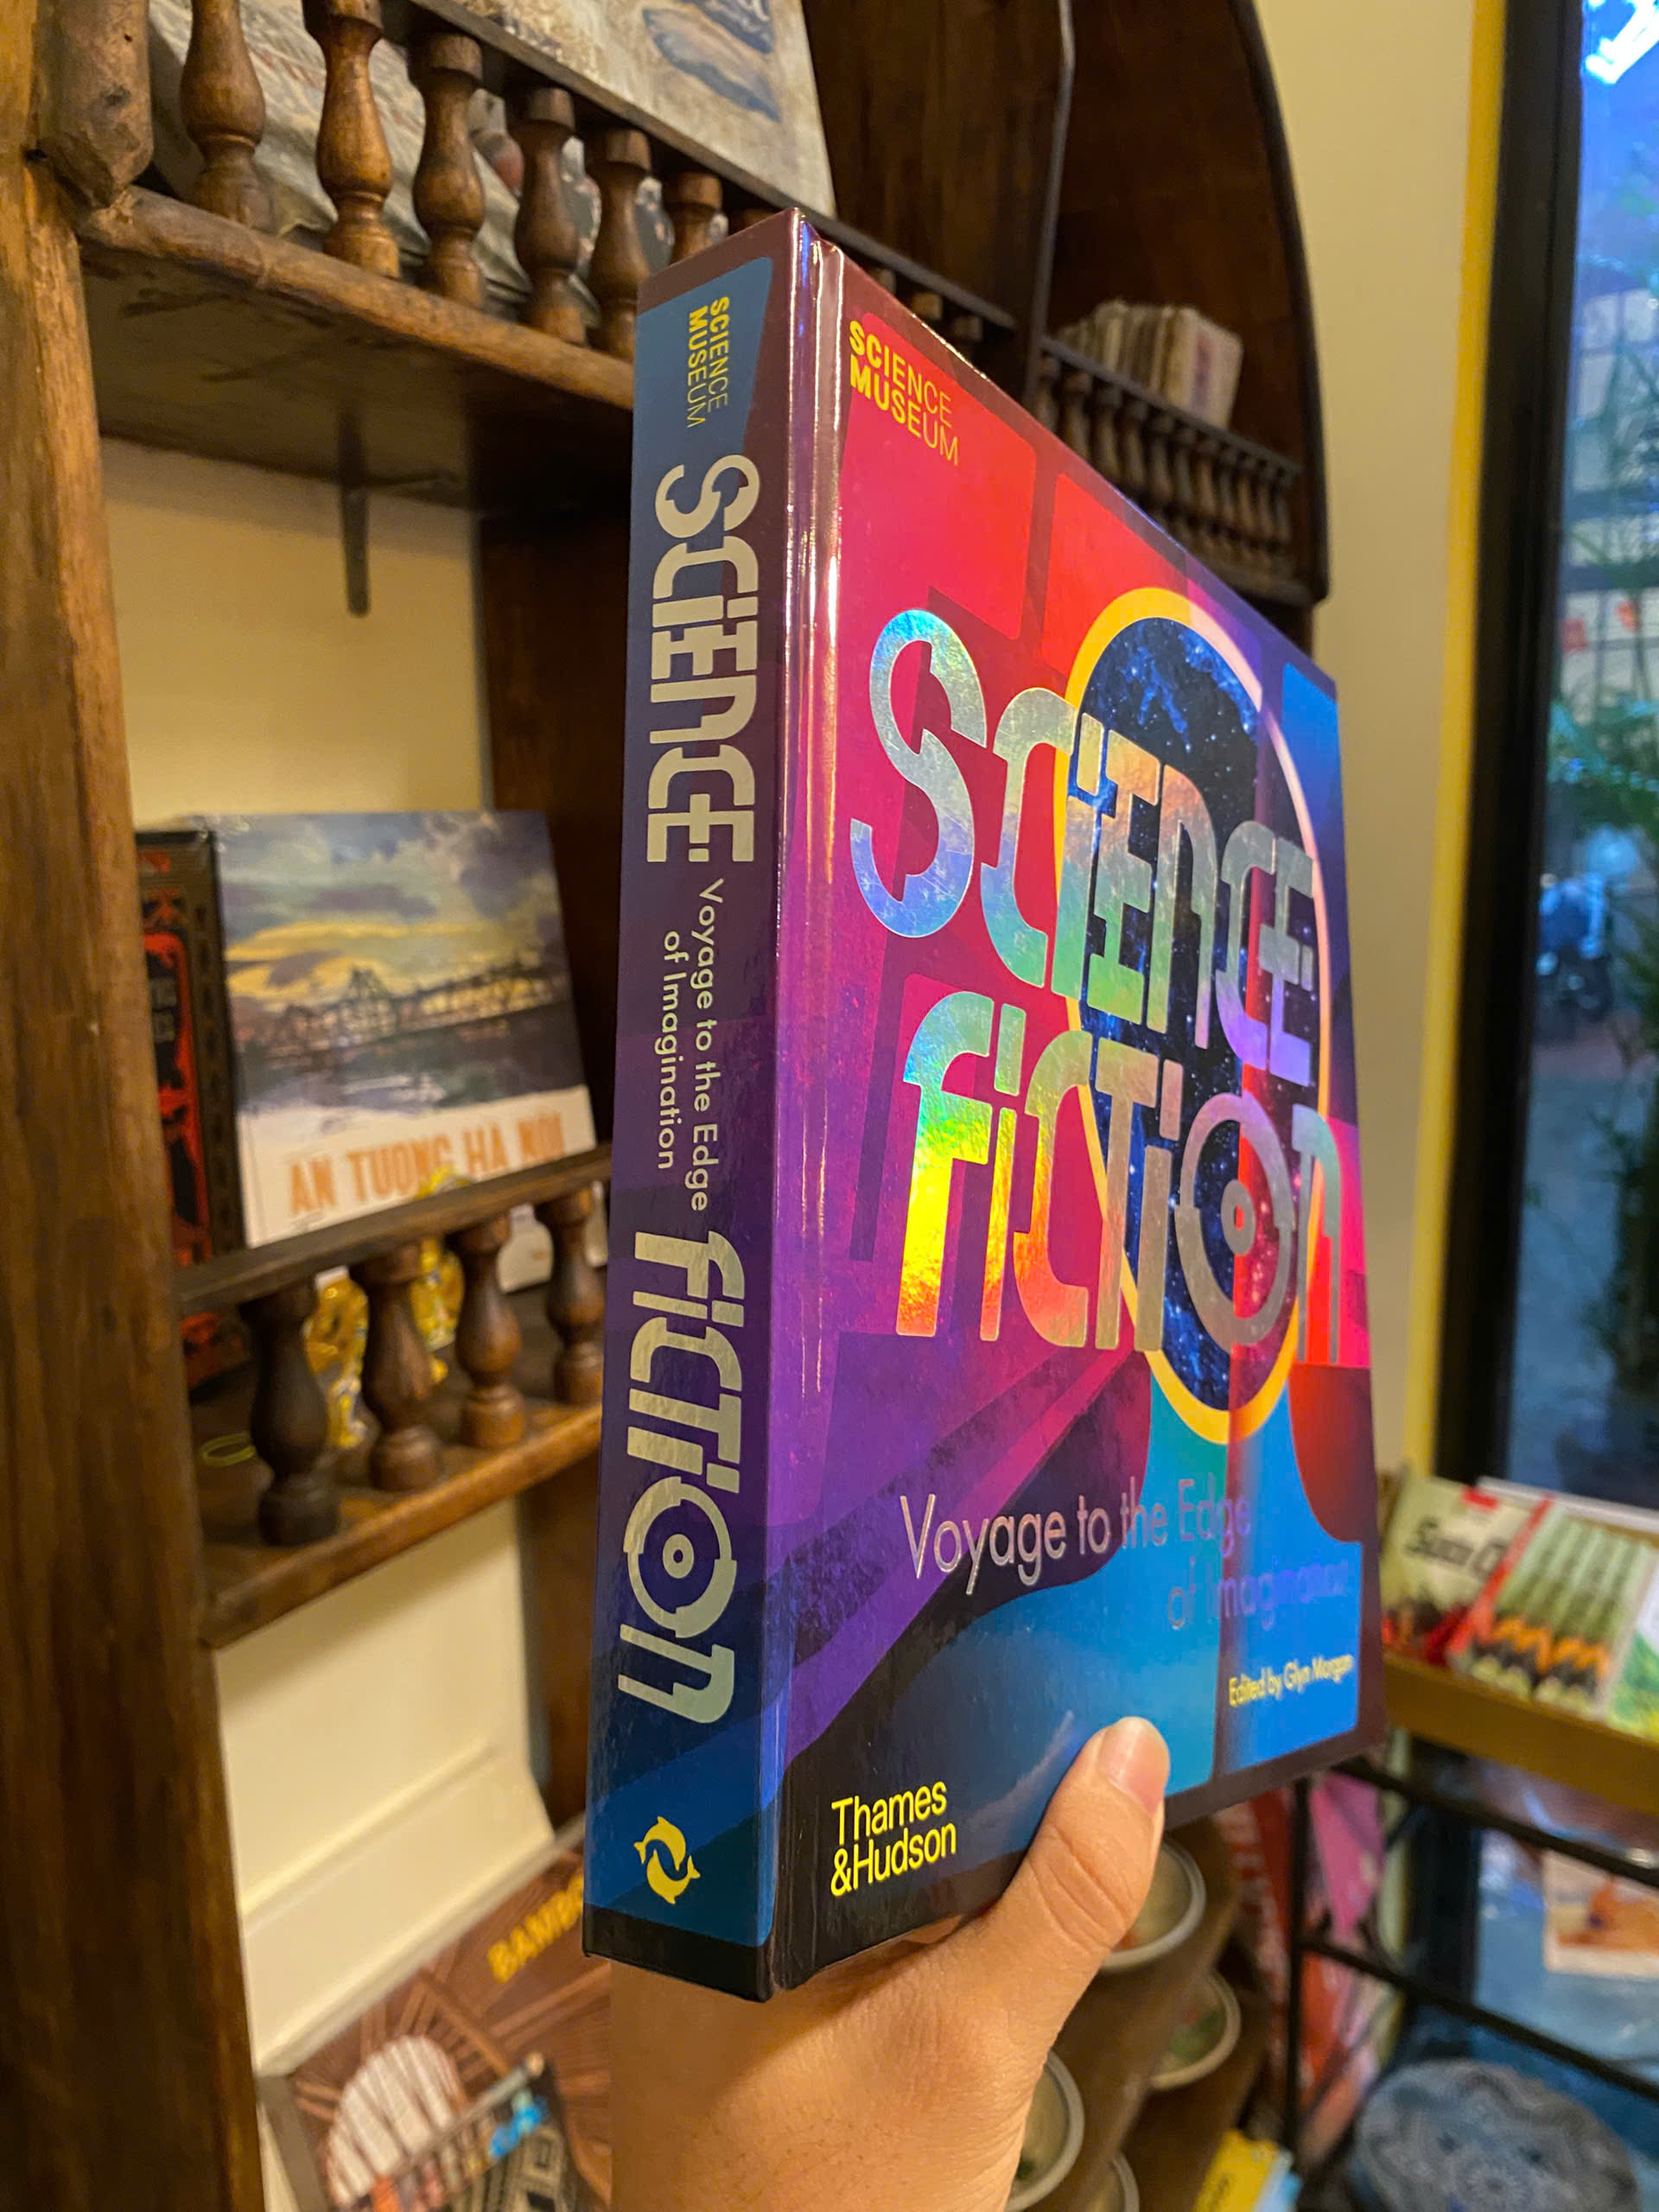 SCIENCE
MUSEUM
SCIENCE
FICTION
Voyage to the Edge
of Imagination
Edited by Glyn Morgan
Thames
&Hudson
SCIENCE
MUSEUM
SCIENCE:
Voyage to the Edge
of Imagination
FICTION
AN TUONG HA NOI